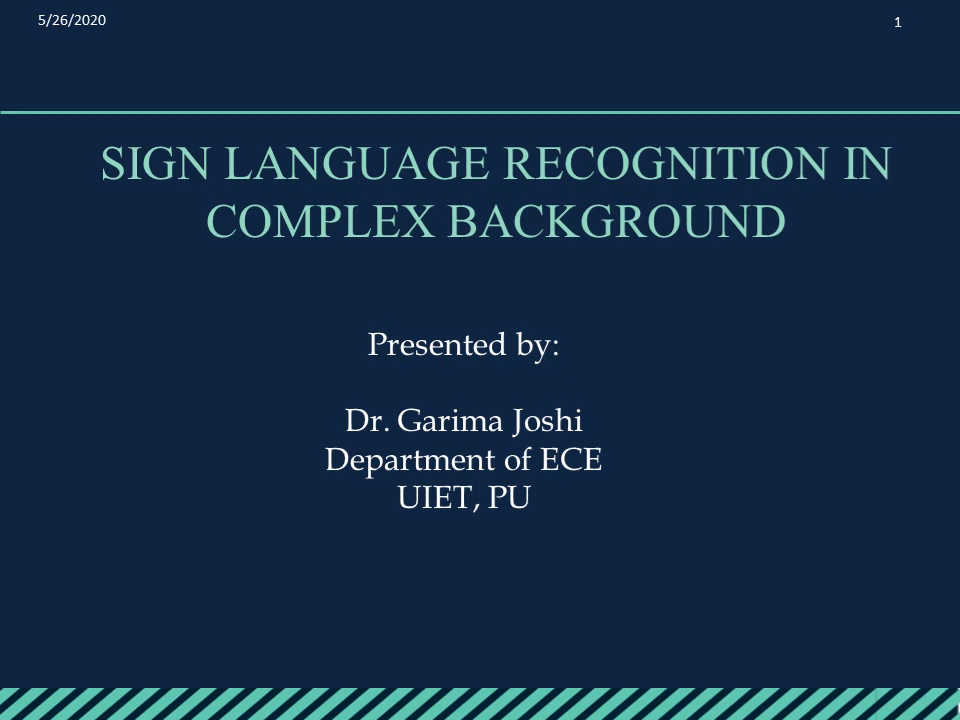 5/26/2020
1
SIGN LANGUAGE RECOGNITION IN
COMPLEX BACKGROUND
Presented by:
Dr. Garima Joshi
Department of ECE
UIET, PU